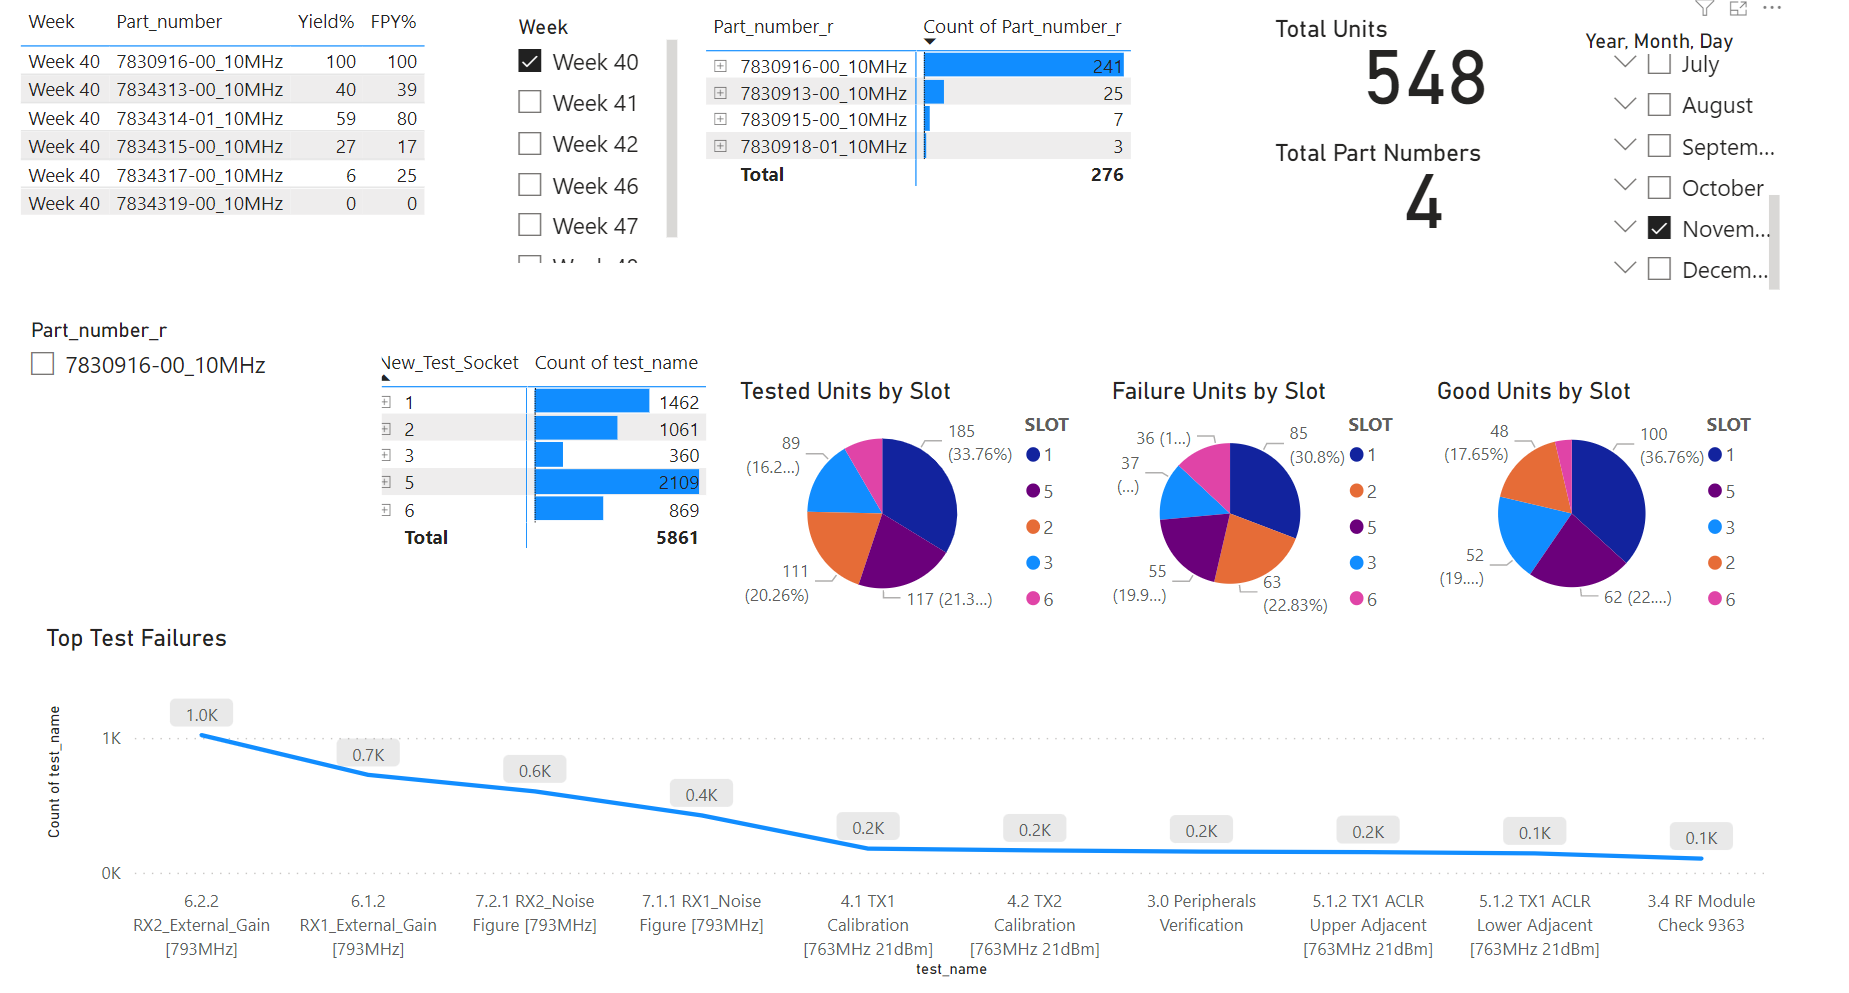 Week Part_number Yield% FPY%
Week 40 7830916-00_10MHz 100 100
Week 40 7834313-00_10MHz 40 39
Week 40 7834314-01_10MHz 59 80
Week 40 7834315-00_10MHz 27 17
Week 40 7834317-00_10MHz 6 25
Week 40 7834319-00_10MHz 0 0
Week
Week 40
Week 41
Week 42
Week 46
Week 47
Part_number_r Count of Part_number_r
7830916-00_10MHz 241
7830913-00_10MHz 25
7830915-00_10MHz 7
7830918-01_10MHz 3
Total 276
Total Units
548
Total Part Numbers
4
Year, Month, Day
July
August
Septem...
October
Novem...
Decem...
Part_number_r
7830916-00_10MHz
New_Test_Socket Count of test_name
1 1462
2 1061
3 360
5 2109
6 869
Total 5861
Tested Units by Slot
185
(33.76%)
117 (21.3...)
111
(20.26%)
89
(16.2...)
SLOT
1
5
2
3
6
Failure Units by Slot
85
(30.8%)
63
(22.83%)
55
(19.9...)
37
(...)
36 (1...)
SLOT
1
2
5
3
6
Good Units by Slot
100
(36.76%)
62 (22....)
52
(19....)
48
(17.65%)
SLOT
1
5
3
2
6
Top Test Failures
Count of test_name
1K
0K
1.0K
0.7K
0.6K
0.4K
0.2K
0.2K
0.2K
0.2K
0.1K
0.1K
6.2.2
RX2_External_Gain
[793MHz]
6.1.2
RX1_External_Gain
[793MHz]
7.2.1 RX2_Noise
Figure [793MHz]
7.1.1 RX1_Noise
Figure [793MHz]
4.1 TX1
Calibration
[763MHz 21dBm]
4.2 TX2
Calibration
[763MHz 21dBm]
3.0 Peripherals
Verification
5.1.2 TX1 ACLR
Upper Adjacent
[763MHz 21dBm]
5.1.2 TX1 ACLR
Lower Adjacent
[763MHz 21dBm]
3.4 RF Module
Check 9363
test_name